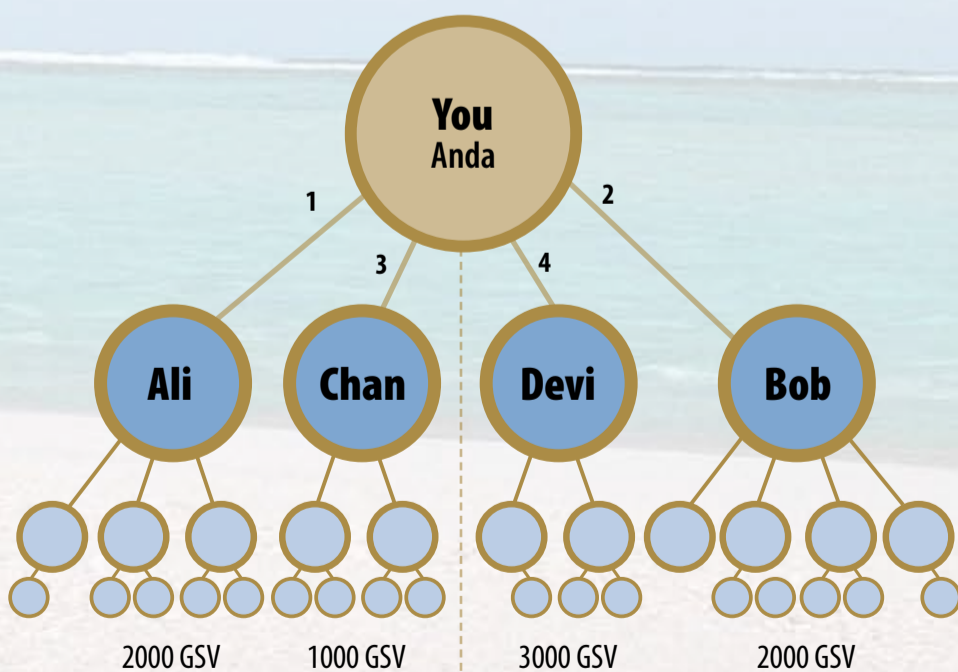 You
Anda
1
2
3
4
Ali
Chan
Devi
Bob
2000 GSV
1000 GSV
3000 GSV
2000 GSV